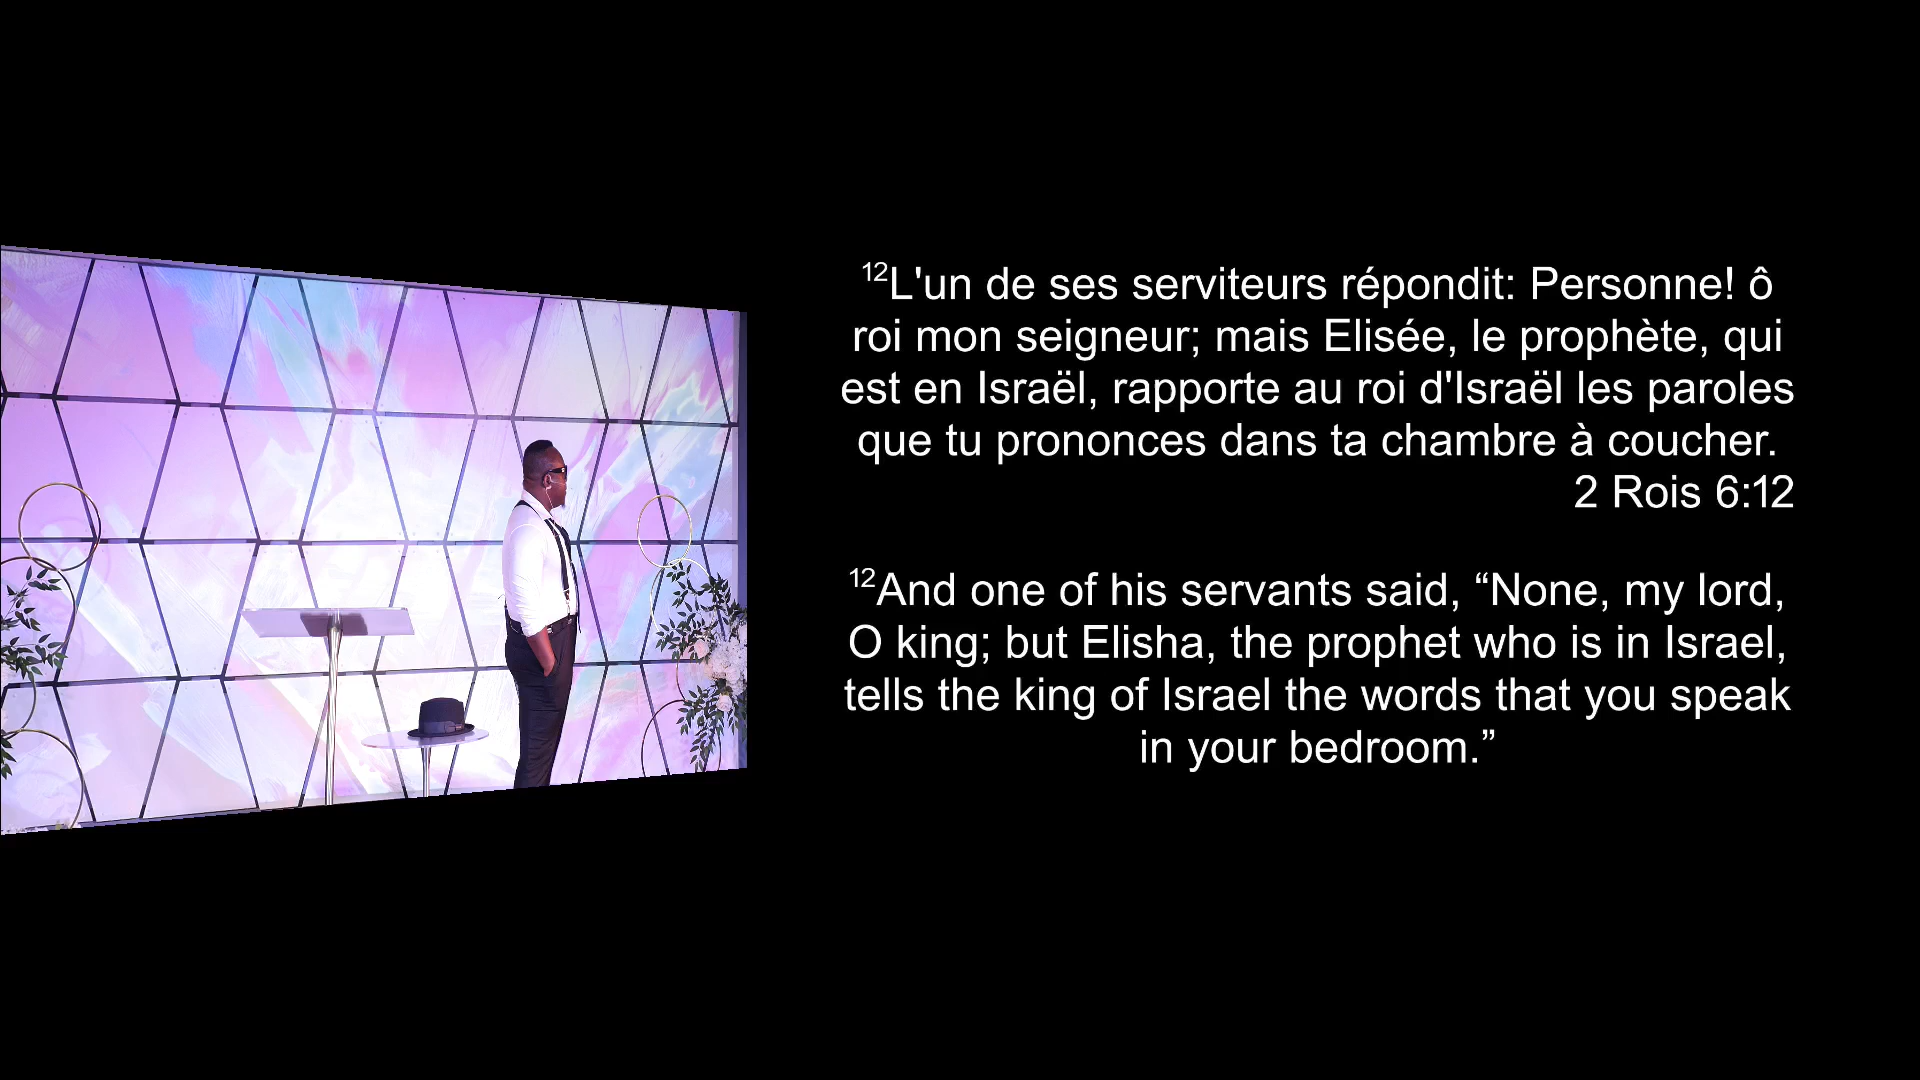 12L'un de ses serviteurs répondit: Personne! ô
roi mon seigneur; mais Elisée, le prophète, qui
est en Israël, rapporte au roi d'Israël les paroles
que tu prononces dans ta chambre à coucher.
2 Rois 6:12
12And one of his servants said, “None, my lord,
O king; but Elisha, the prophet who is in Israel,
tells the king of Israel the words that you speak
in your bedroom.”